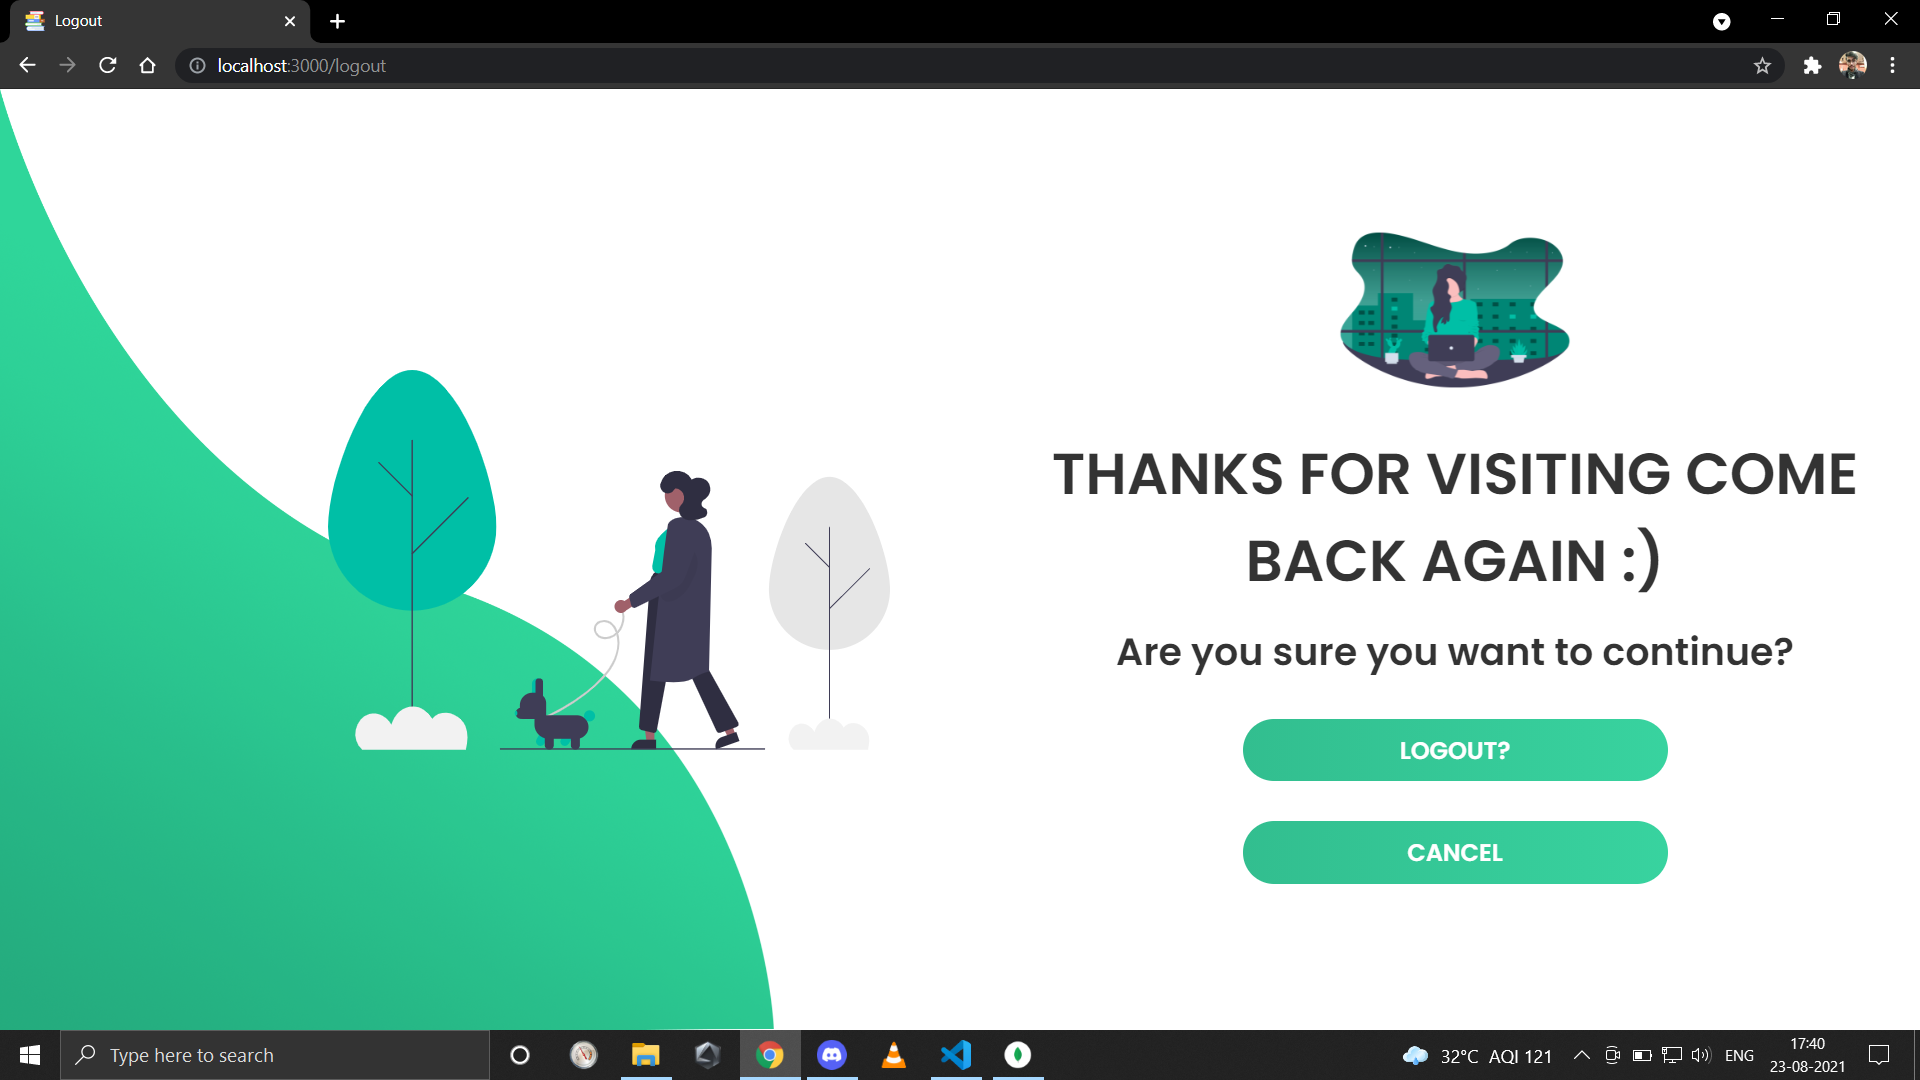 Logout
localhost:3000/logout
THANKS FOR VISITING COME
BACK AGAIN :)
Are you sure you want to continue?
LOGOUT?
CANCEL
Type here to search
32°C AQI 121
ENG
17:40
23-08-2021